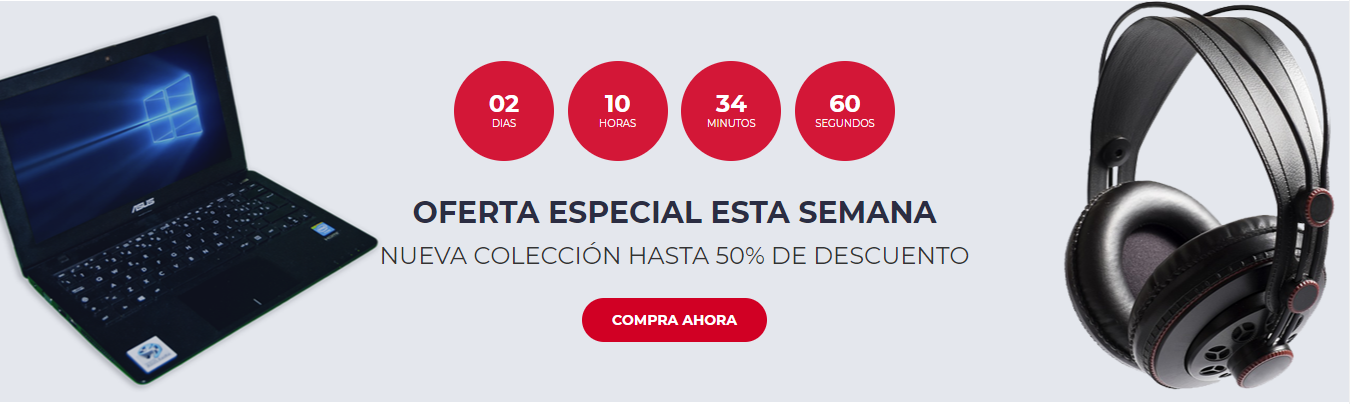 02
DIAS
10
HORAS
34
MINUTOS
60
SEGUNDOS
OFERTA ESPECIAL ESTA SEMANA
NUEVA COLECCIÓN HASTA 50% DE DESCUENTO
COMPRA AHORA
ASUS